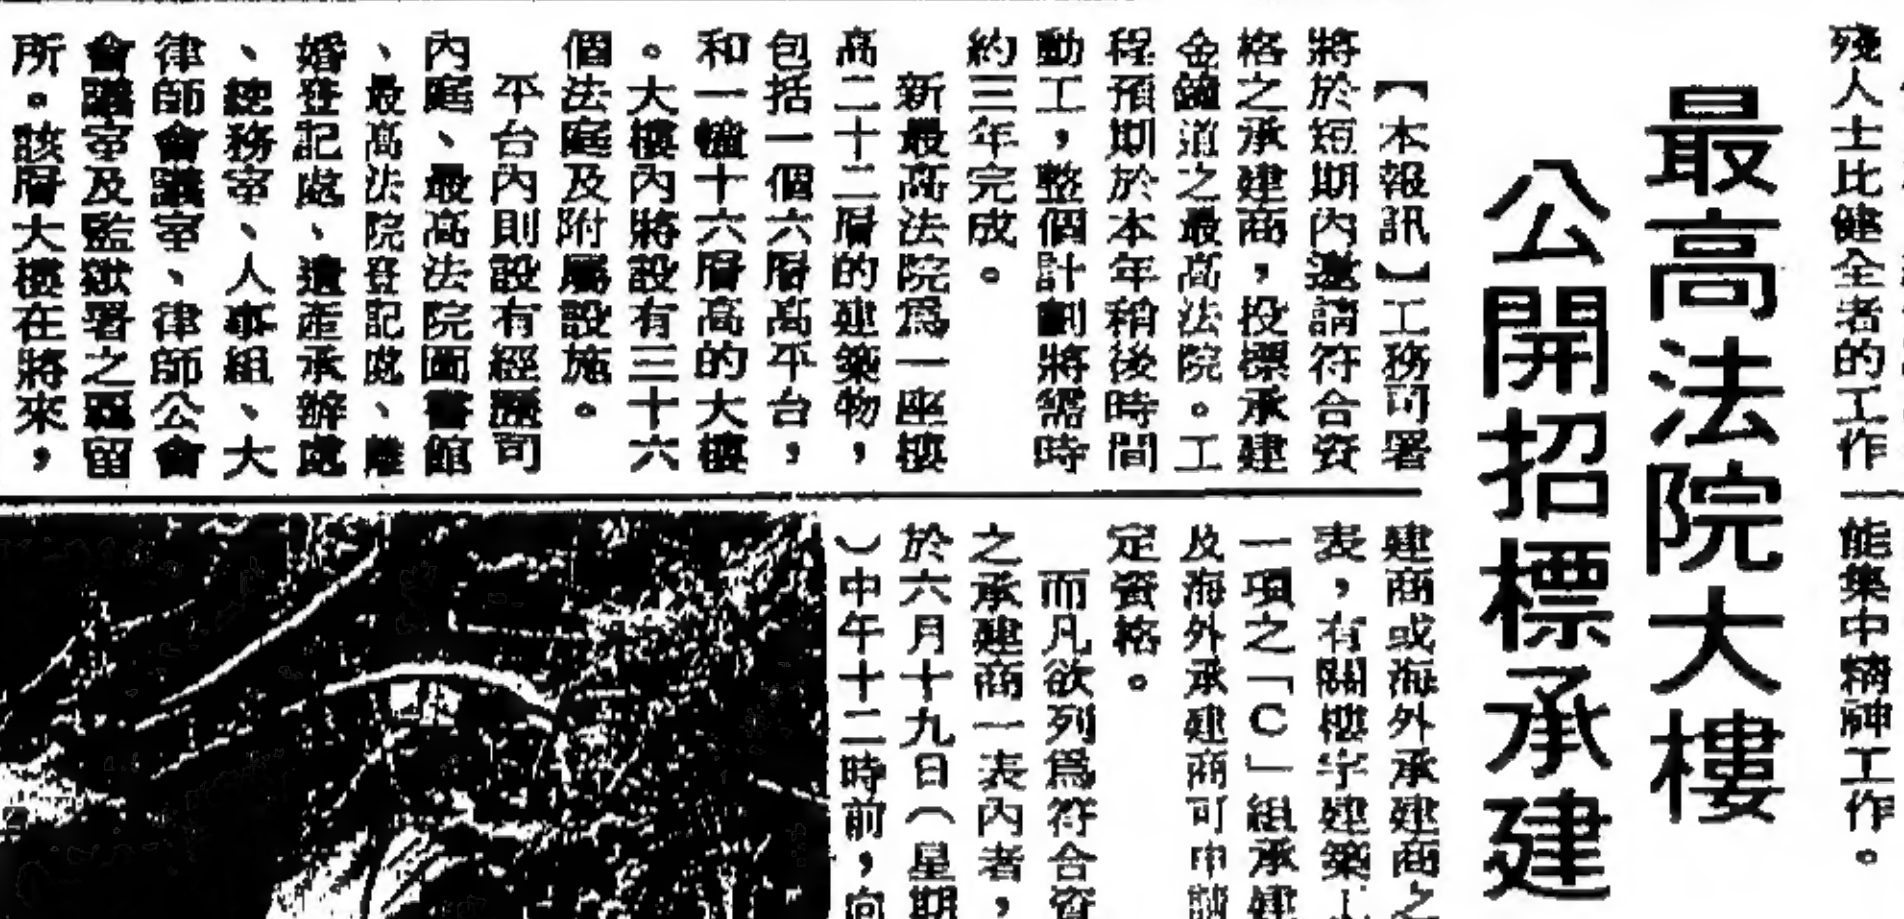 殘人士比健全者的工作
能集中精神工作。
最高法院大樓
公開招標承建
【本報訊】工務司署
將於短期內邀請符合資
格之承建商，投標承建
金鐘道之最高法院。工
程預期於本年稍後時間
動工，整個計劃將需時
約三年完成。
新最高法院為一座樓
高二十二層的建築物，
包括一個六層高平台，
和一幢十六層高的大樓
。大樓內將設有三十六
個法庭及附屬設施。
平台內則設有經歷司
內庭、最高法院圖書館
、最高法院登記處、離
婚登記處、遺產承辦處
、總務室、人事組、大
律師會議室、律師公會
會議室及監獄署之羈留
所。該層大樓在將來，
建商或海外承建商之
表，有關樓宇建築工
一項之「C」組承建
及海外承建商可申請
定資格。
而凡欲列為符合資
之承建商一表內者，
於六月十九日（星期
）中午十二時前，向